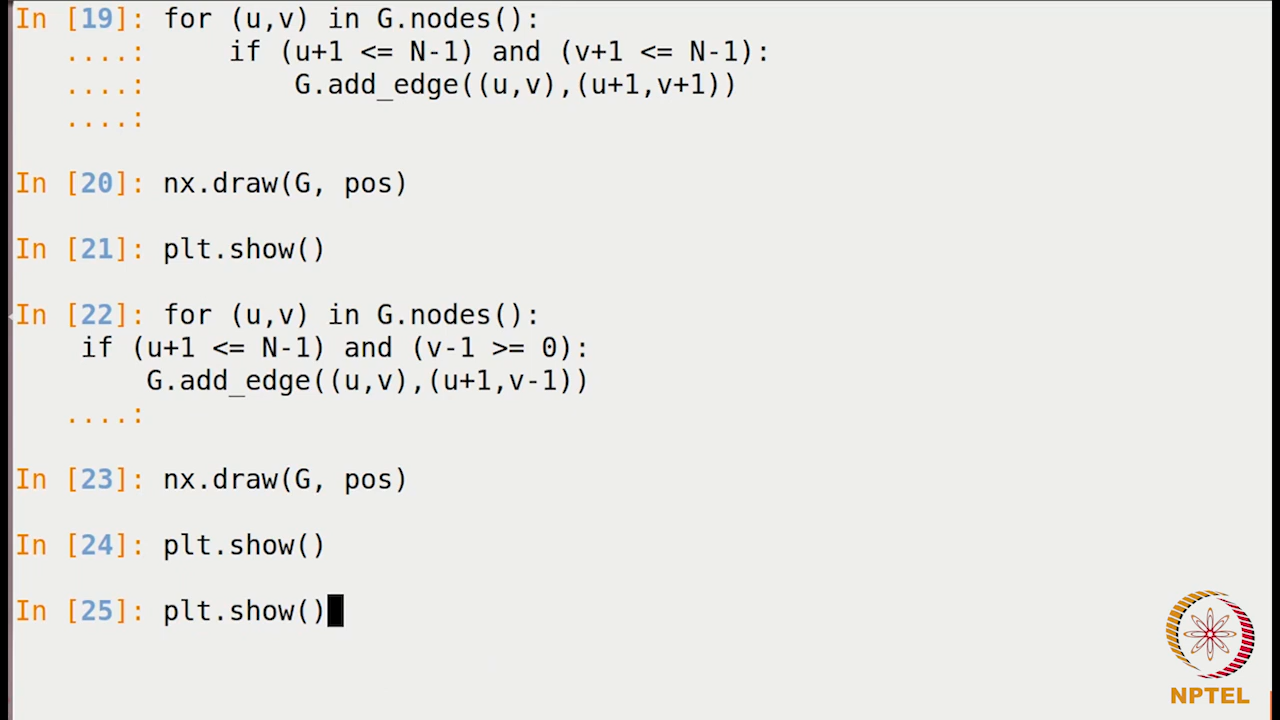 In [19]: for (u,v) in G.nodes():
   ....:     if (u+1 <= N-1) and (v+1 <= N-1):
   ....:         G.add_edge((u,v),(u+1,v+1))
   ....:
In [20]: nx.draw(G, pos)
In [21]: plt.show()
In [22]: for (u,v) in G.nodes():
    if (u+1 <= N-1) and (v-1 >= 0):
        G.add_edge((u,v),(u+1,v-1))
   ....:
In [23]: nx.draw(G, pos)
In [24]: plt.show()
In [25]: plt.show()
NPTEL